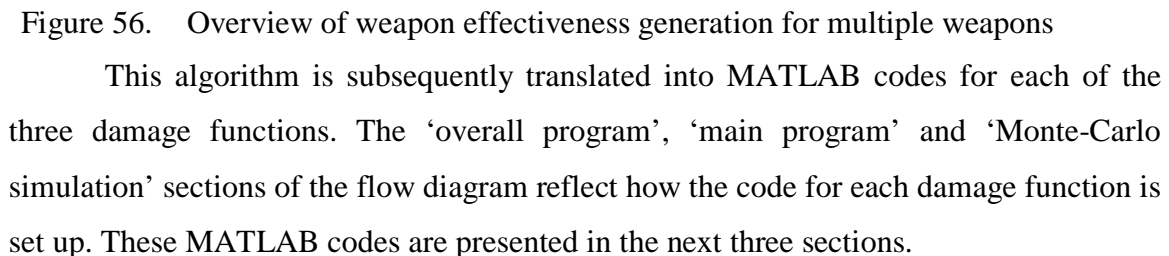 Figure 56. Overview of weapon effectiveness generation for multiple weapons
This algorithm is subsequently translated into MATLAB codes for each of the
three damage functions. The ‘overall program’, ‘main program’ and ‘Monte-Carlo
simulation’ sections of the flow diagram reflect how the code for each damage function is
set up. These MATLAB codes are presented in the next three sections.